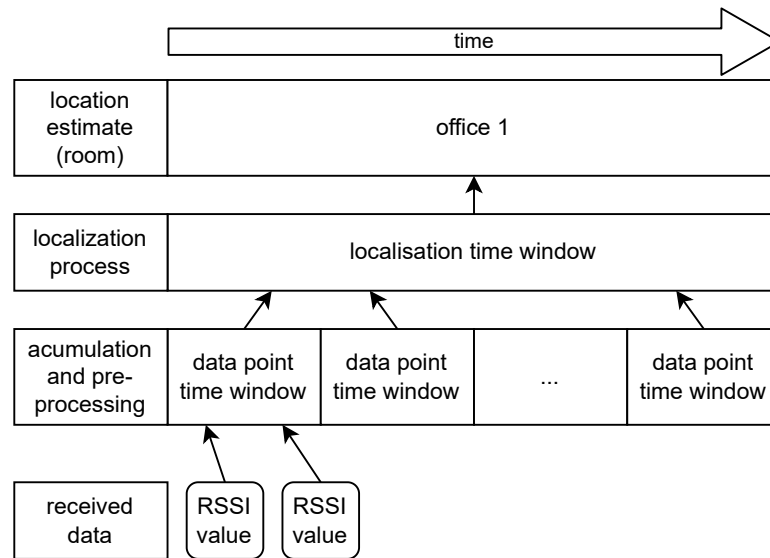 time
location
estimate
(room)
office 1
localization
process
localisation time window
acumulation
and pre-
processing
data point
time window
data point
time window
...
data point
time window
received
data
RSSI
value
RSSI
value